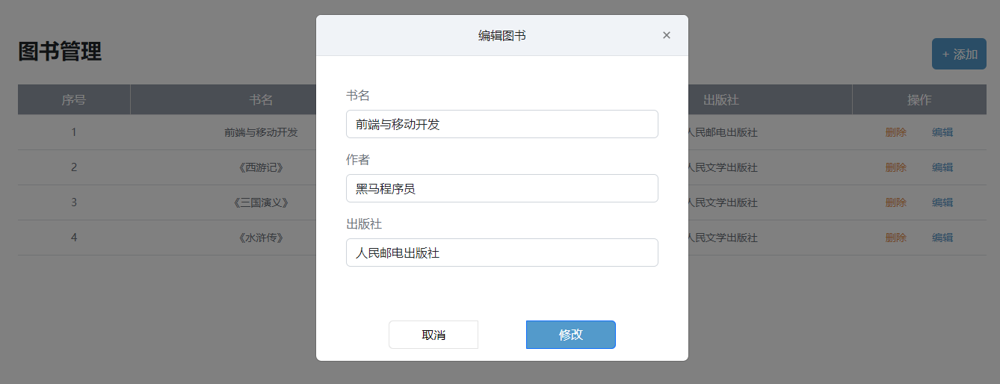 编辑图书 ×
图书管理
+ 添加
书名
前端与移动开发
作者
黑马程序员
出版社
人民邮电出版社
取消 修改
序号 书名 出版社 操作
1 前端与移动开发 人民邮电出版社 删除 编辑
2 《西游记》 人民文学出版社 删除 编辑
3 《三国演义》 人民文学出版社 删除 编辑
4 《水浒传》 人民文学出版社 删除 编辑